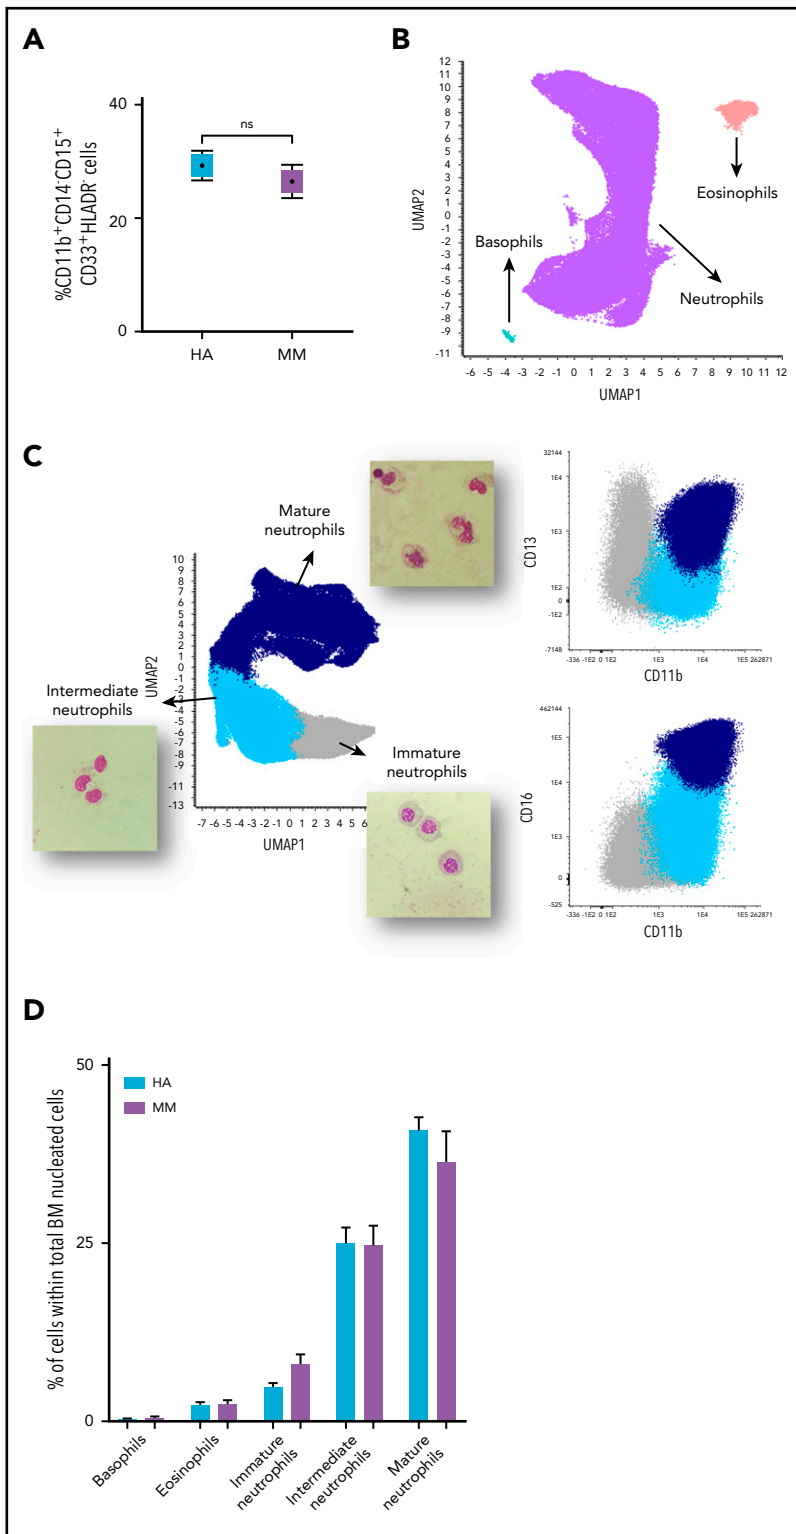 A
%CD11b+CD14-CD15+
CD33+HLADR- cells
40
20
0
ns
HA
MM
B
UMAP2
12
11
10
9
8
7
6
5
4
3
2
1
0
-1
-2
-3
-4
-5
-6
-7
-8
-9
-11
Eosinophils
Basophils
Neutrophils
-6 -5 -4 -3 -2 -1 0 1 2 3 4 5 6 7 8 9 10 11 12
UMAP1
C
Mature
neutrophils
UMAP2
10
9
8
7
6
5
4
3
2
1
0
-1
-2
-3
-4
-5
-6
-7
-8
-9
-11
-13
Intermediate
neutrophils
Immature
neutrophils
-7 -6 -5 -4 -3 -2 -1 0 1 2 3 4 5 6
UMAP1
CD13
32144
1E4
1E3
1E2
0
-1E2
-7148
-336 -1E2 0 1E2 1E3 1E4 1E5 262871
CD11b
CD16
462144
1E5
1E4
1E3
0
-525
-336 -1E2 0 1E2 1E3 1E4 1E5 262871
CD11b
D
% of cells within total BM nucleated cells
50
25
0
HA
MM
Basophils
Eosinophils
Immature
neutrophils
Intermediate
neutrophils
Mature
neutrophils